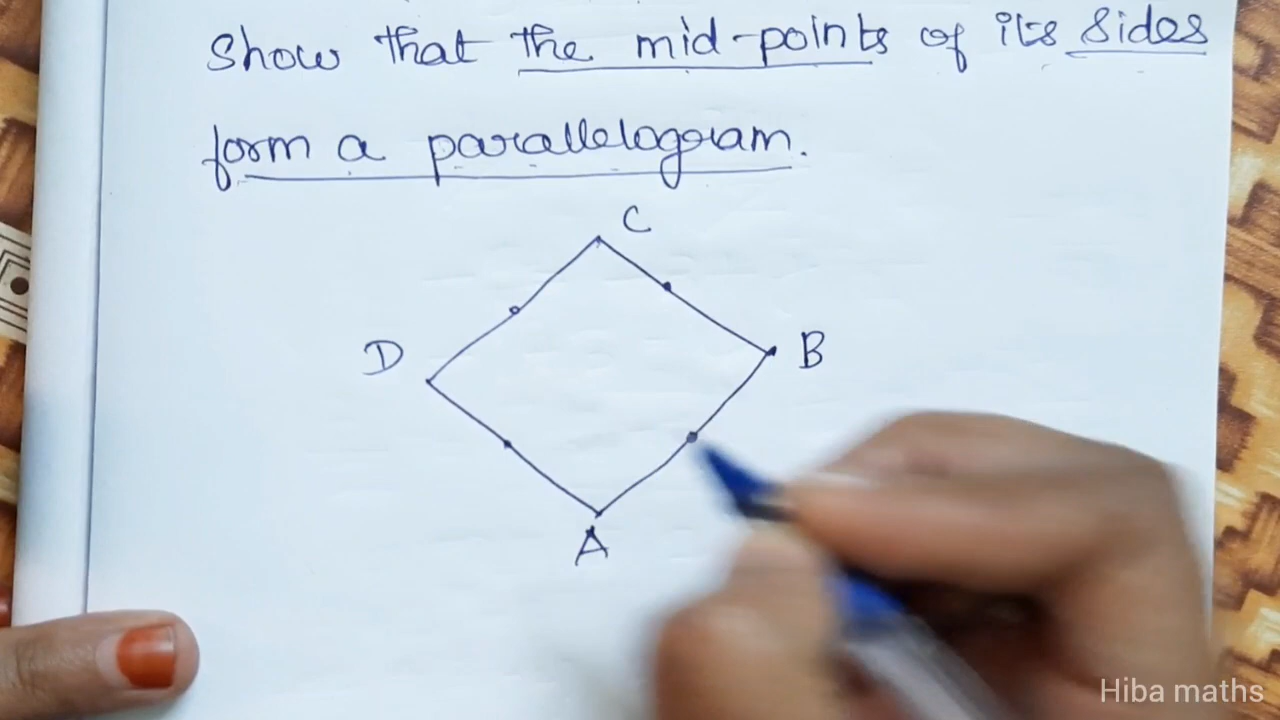 Show that the mid-points of its sides
form a parallelogram.
C
D
B
A
Hiba maths